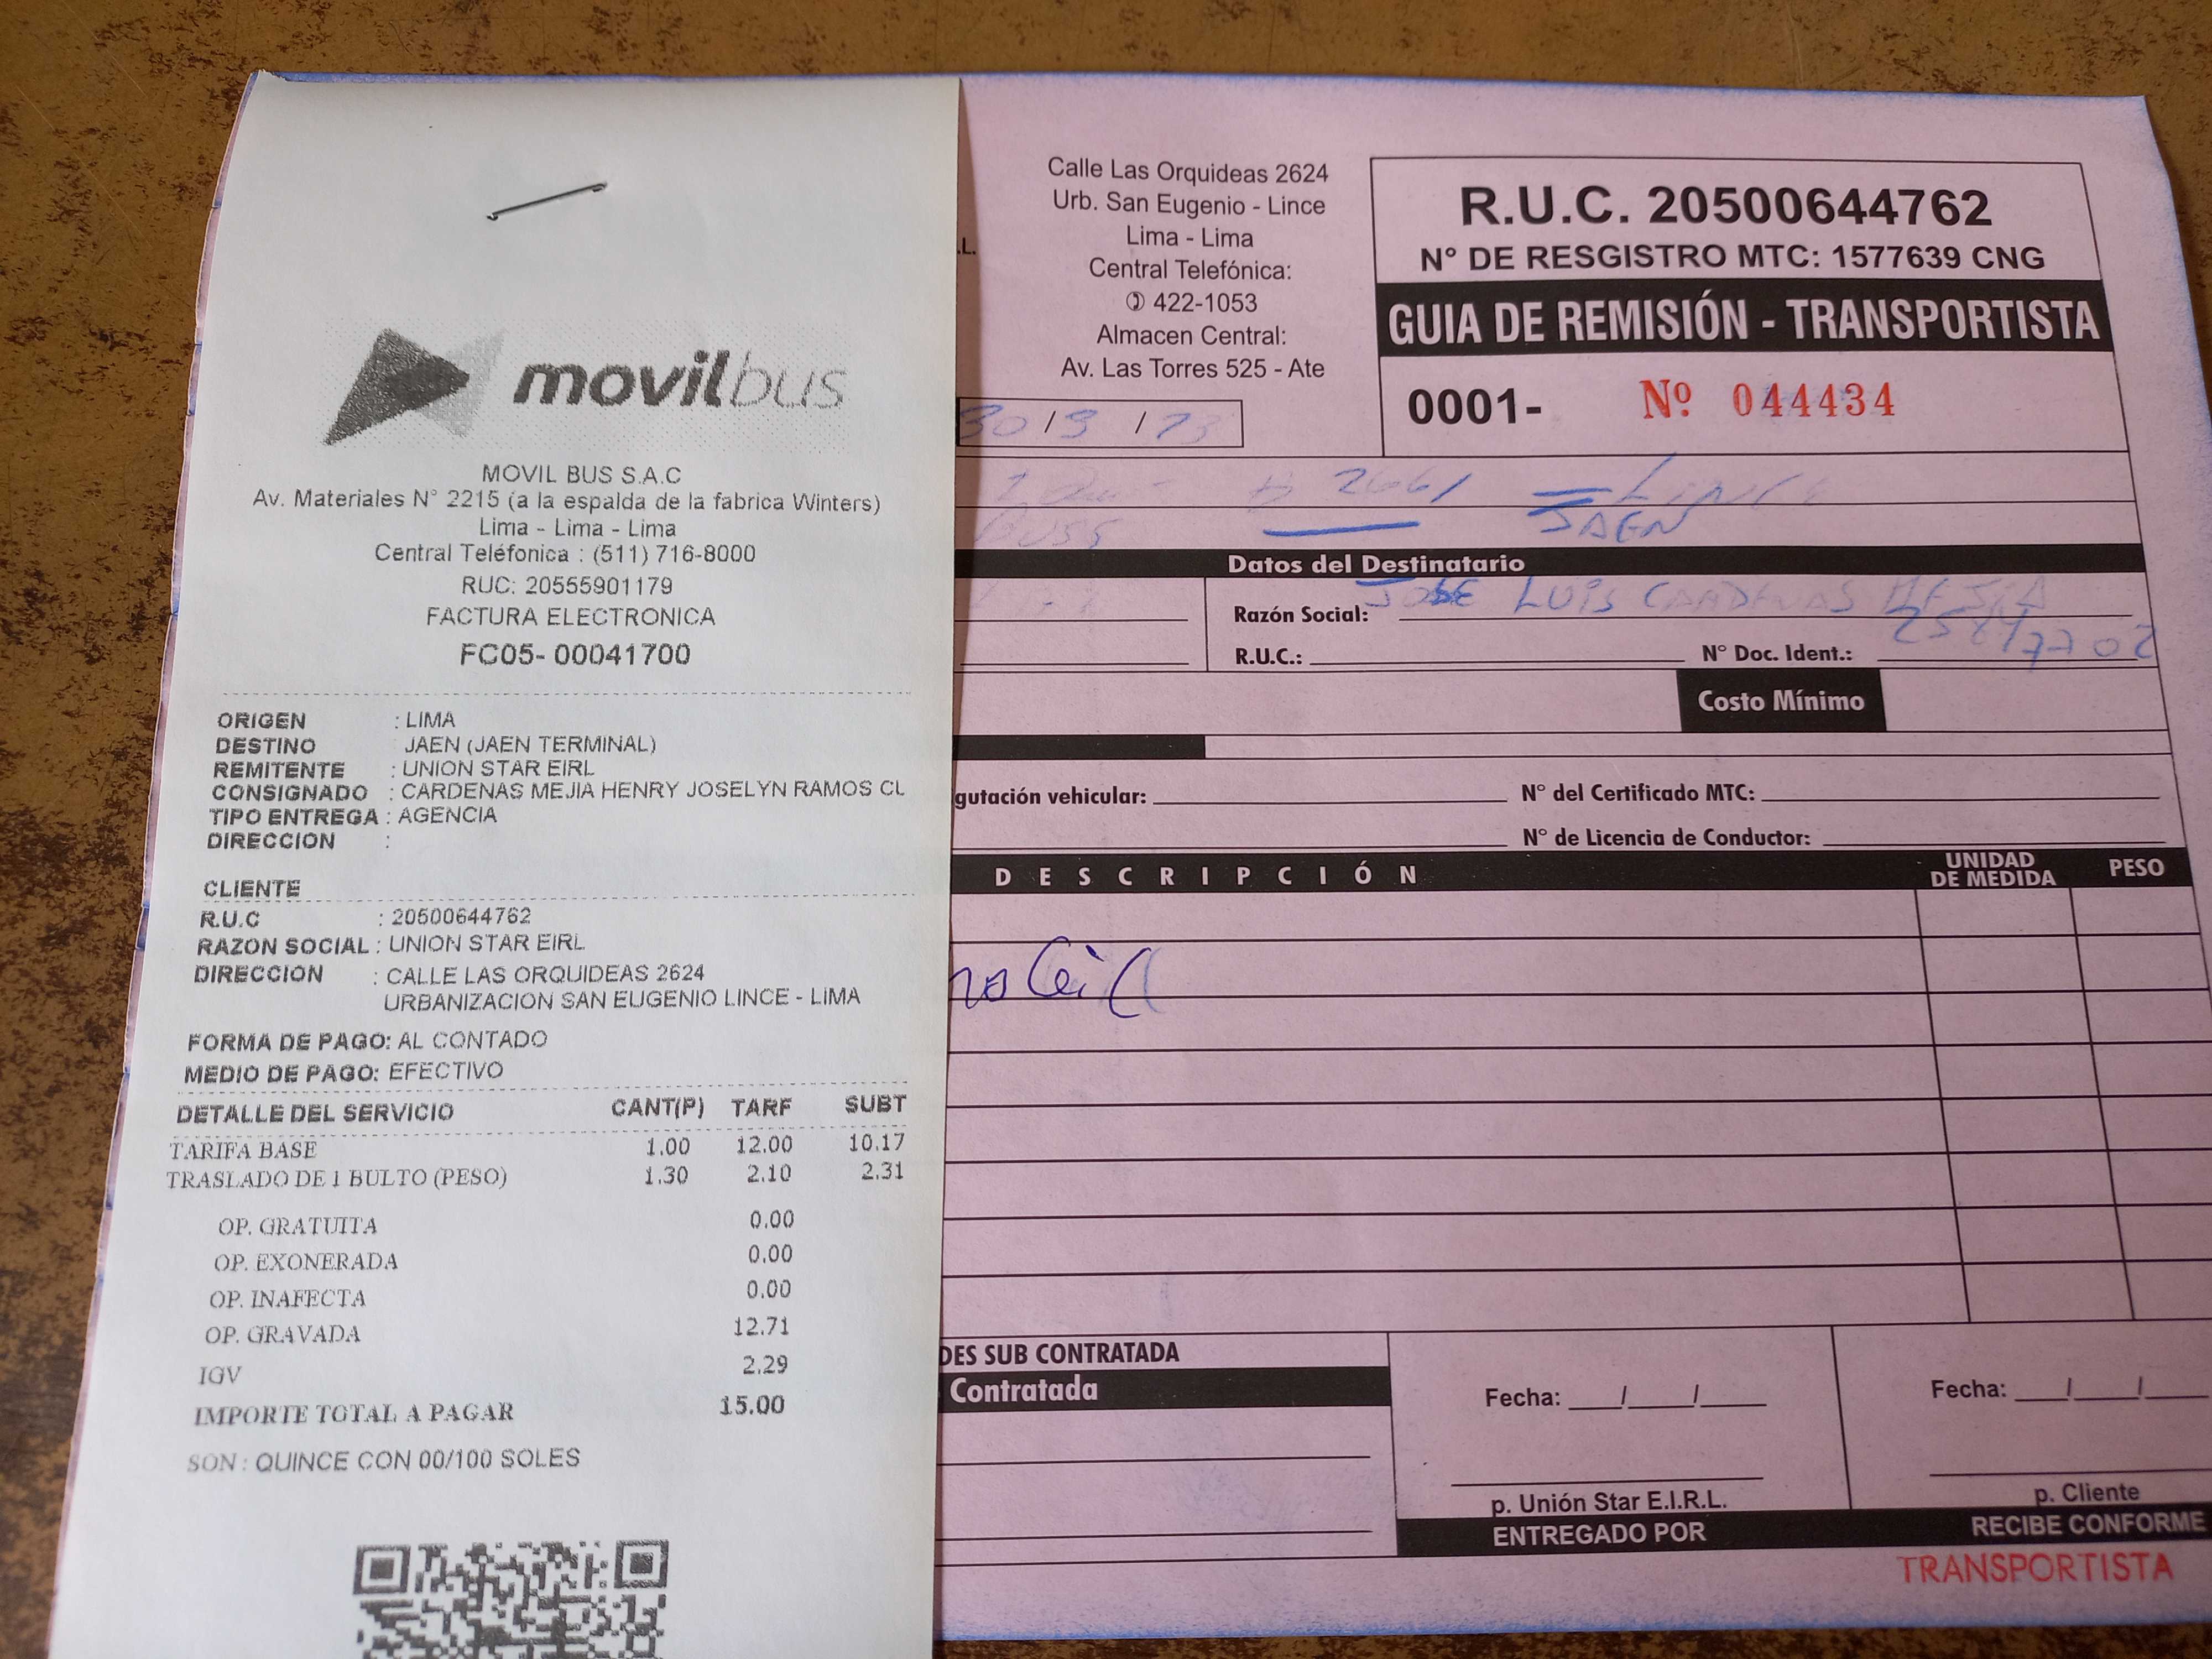 movilbus
MOVIL BUS S.A.C
Av. Materiales N° 2215 (a la espalda de la fabrica Winters)
Lima - Lima - Lima
Central Teléfonica : (511) 716-8000
RUC: 20555901179
FACTURA ELECTRONICA
FC05- 00041700
ORIGEN : LIMA
DESTINO JAEN (JAEN TERMINAL)
REMITENTE : UNION STAR EIRL
CONSIGNADO : CARDENAS MEJIA HENRY JOSELYN RAMOS CL
TIPO ENTREGA : AGENCIA
DIRECCION :
CLIENTE
R.U.C : 20500644762
RAZON SOCIAL : UNION STAR EIRL
DIRECCION : CALLE LAS ORQUIDEAS 2624
URBANIZACION SAN EUGENIO LINCE - LIMA
FORMA DE PAGO: AL CONTADO
MEDIO DE PAGO: EFECTIVO
DETALLE DEL SERVICIO CANT(P) TARF SUBT
TARIFA BASE 1.00 12.00 10.17
TRASLADO DE 1 BULTO (PESO) 1.30 2.10 2.31
OP. GRATUITA 0.00
OP. EXONERADA 0.00
OP. INAFECTA 0.00
OP. GRAVADA 12.71
IGV 2.29
IMPORTE TOTAL A PAGAR 15.00
SON : QUINCE CON 00/100 SOLES
.L.
Calle Las Orquideas 2624
Urb. San Eugenio - Lince
Lima - Lima
Central Telefónica:
✆ 422-1053
Almacen Central:
Av. Las Torres 525 - Ate
R.U.C. 20500644762
N° DE RESGISTRO MTC: 1577639 CNG
GUIA DE REMISIÓN - TRANSPORTISTA
0001- Nº 044434
30 / 3 / 23
2661 LINCE
JAEN
Datos del Destinatario
Razón Social: JOSE LUIS CARDENAS MEJIA
R.U.C.: N° Doc. Ident.:
Costo Mínimo
gutación vehicular: N° del Certificado MTC:
N° de Licencia de Conductor:
DESCRIPCIÓN UNIDAD DE MEDIDA PESO
DES SUB CONTRATADA
Contratada
Fecha: / /
p. Unión Star E.I.R.L.
ENTREGADO POR
Fecha: / /
p. Cliente
RECIBE CONFORME
TRANSPORTISTA